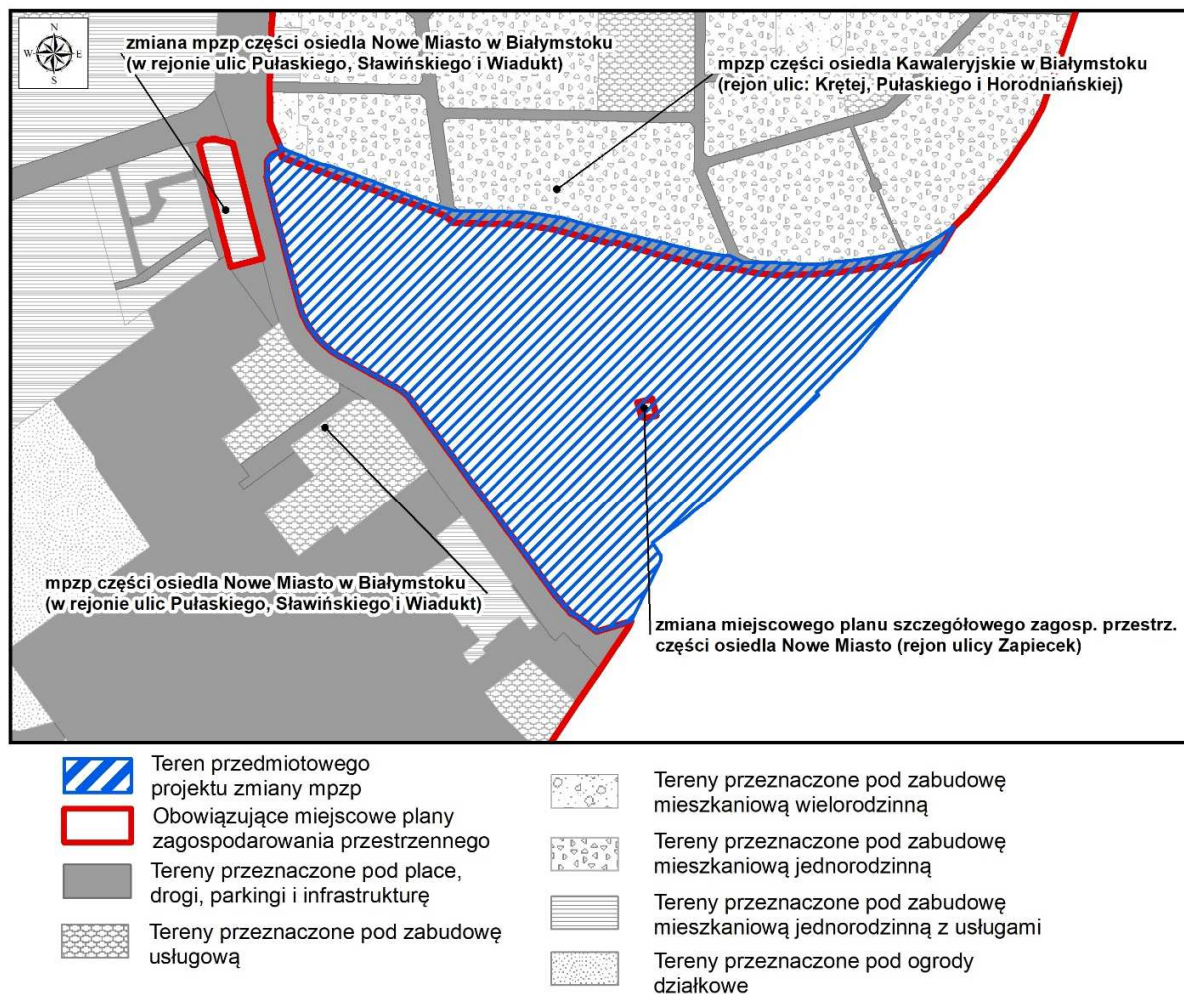 N
W E
S
zmiana mpzp części osiedla Nowe Miasto w Białymstoku
(w rejonie ulic Pułaskiego, Sławińskiego i Wiadukt)
mpzp części osiedla Kawaleryjskie w Białymstoku
(rejon ulic: Krętej, Pułaskiego i Horodniańskiej)
mpzp części osiedla Nowe Miasto w Białymstoku
(w rejonie ulic Pułaskiego, Sławińskiego i Wiadukt)
zmiana miejscowego planu szczegółowego zagosp. przestrz.
części osiedla Nowe Miasto (rejon ulicy Zapiecek)
Teren przedmiotowego
projektu zmiany mpzp
Obowiązujące miejscowe plany
zagospodarowania przestrzennego
Tereny przeznaczone pod place,
drogi, parkingi i infrastrukturę
Tereny przeznaczone pod zabudowę
usługową
Tereny przeznaczone pod zabudowę
mieszkaniową wielorodzinną
Tereny przeznaczone pod zabudowę
mieszkaniową jednorodzinną
Tereny przeznaczone pod zabudowę
mieszkaniową jednorodzinną z usługami
Tereny przeznaczone pod ogrody
działkowe